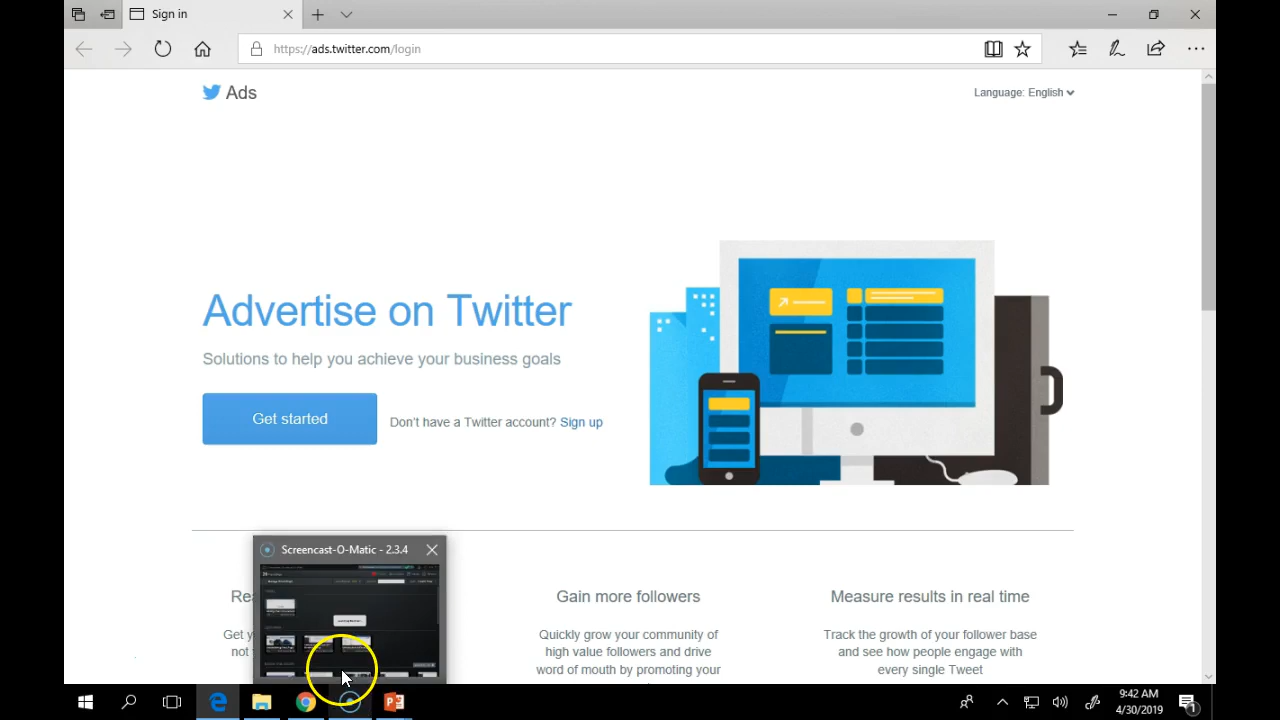 Sign in
https://ads.twitter.com/login
Ads
Language: English
Advertise on Twitter
Solutions to help you achieve your business goals
Get started
Don't have a Twitter account? Sign up
Screencast-O-Matic - 2.3.4
Re
Get y
not
Gain more followers
Quickly grow your community of
high value followers and drive
word of mouth by promoting your
Measure results in real time
Track the growth of your follower base
and see how people engage with
every single Tweet
9:42 AM
4/30/2019
1